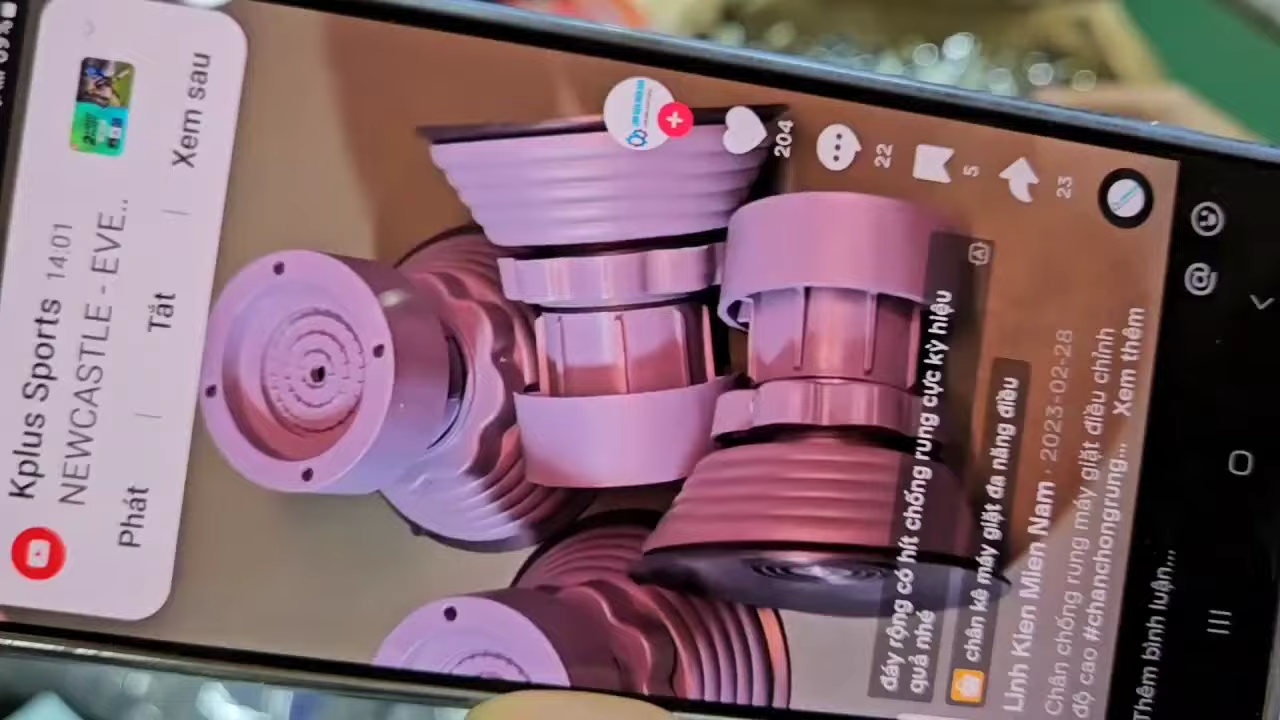 Kplus Sports 14:01
NEWCASTLE - EVE..
Phát | Tắt | Xem sau
204
22
5
23
đáy rộng có hít chống rung cực kỳ hiệu
quả nhé
chân kê máy giặt đa năng điều
Linh Kien Mien Nam · 2023-02-28
Chân chống rung máy giặt điều chỉnh
độ cao #chanchongrung... Xem thêm
Thêm bình luận...
@